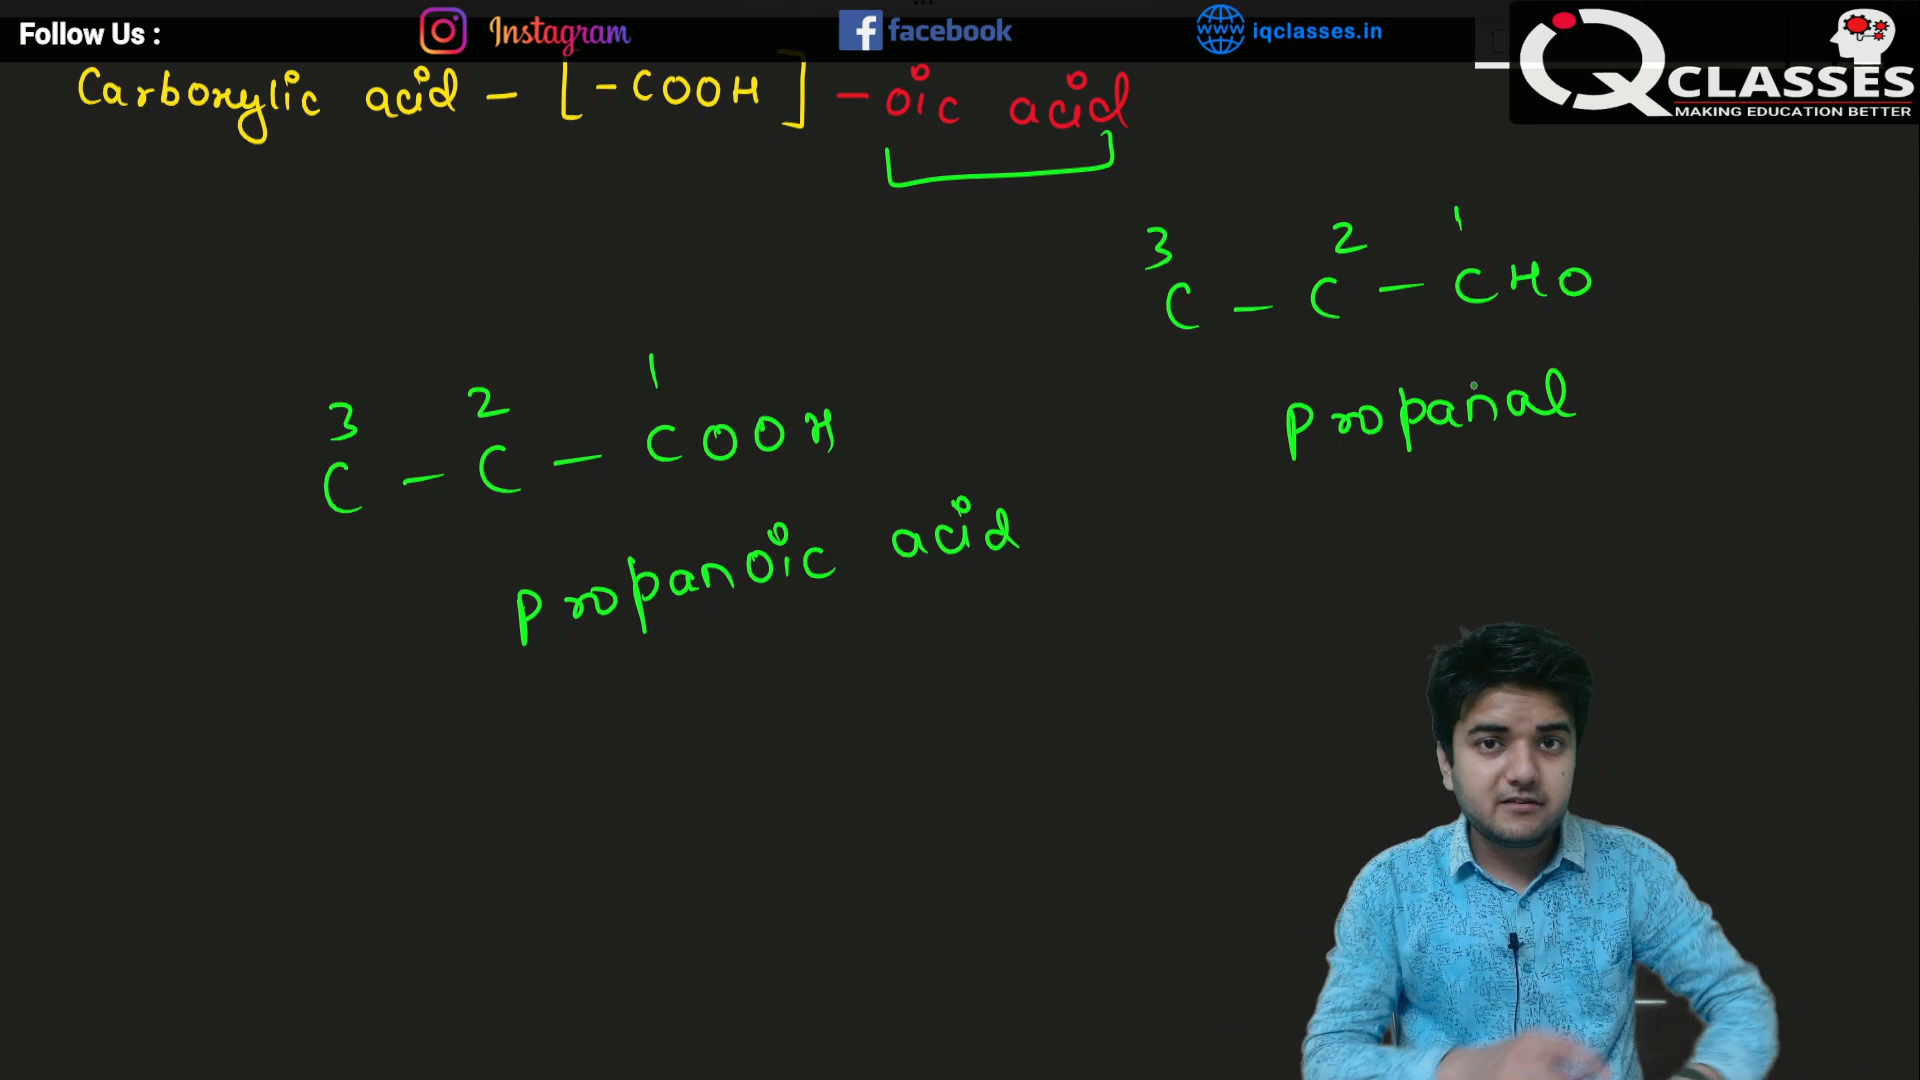 Follow Us :
Instagram
facebook
iqclasses.in
IQ CLASSES
MAKING EDUCATION BETTER
Carboxylic acid - [-COOH] - oic acid
3 2 1
C - C - CHO
propanal
3 2 1
C - C - COOH
propanoic acid